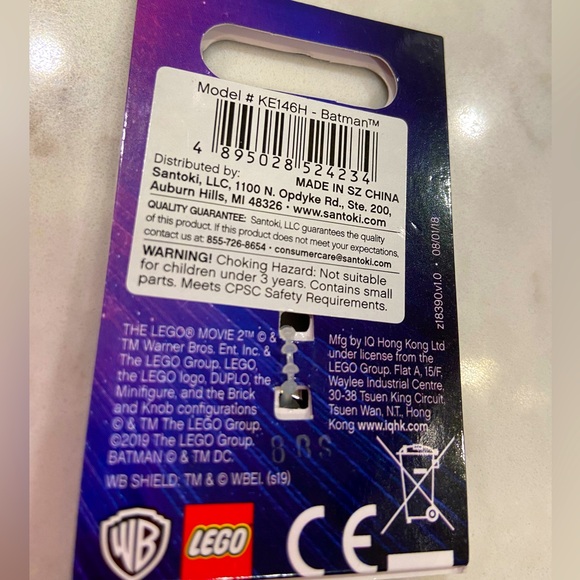 Model # KE146H - Batman™
4 895028 524234
MADE IN SZ CHINA
Distributed by:
Santoki, LLC, 1100 N. Opdyke Rd., Ste. 200,
Auburn Hills, MI 48326 • www.santoki.com
QUALITY GUARANTEE: Santoki, LLC guarantees the quality
of this product. If this product does not meet your expectations,
contact us at: 855-726-8654 • consumercare@santoki.com
WARNING! Choking Hazard: Not suitable
for children under 3 years. Contains small
parts. Meets CPSC Safety Requirements.
z18390.v1.0 • 08/01/18
THE LEGO® MOVIE 2™ © &
TM Warner Bros. Ent. Inc. &
The LEGO Group. LEGO,
the LEGO logo, DUPLO, the
Minifigure, and the Brick
and Knob configurations
© & TM The LEGO Group.
©2019 The LEGO Group.
BATMAN © & TM DC.
WB SHIELD: TM & © WBEI. (s19)
Mfg by IQ Hong Kong Ltd
under license from the
LEGO Group. Flat A, 15/F,
Waylee Industrial Centre,
30-38 Tsuen King Circuit,
Tsuen Wan, N.T., Hong
Kong www.iqhk.com
WB
LEGO
CE